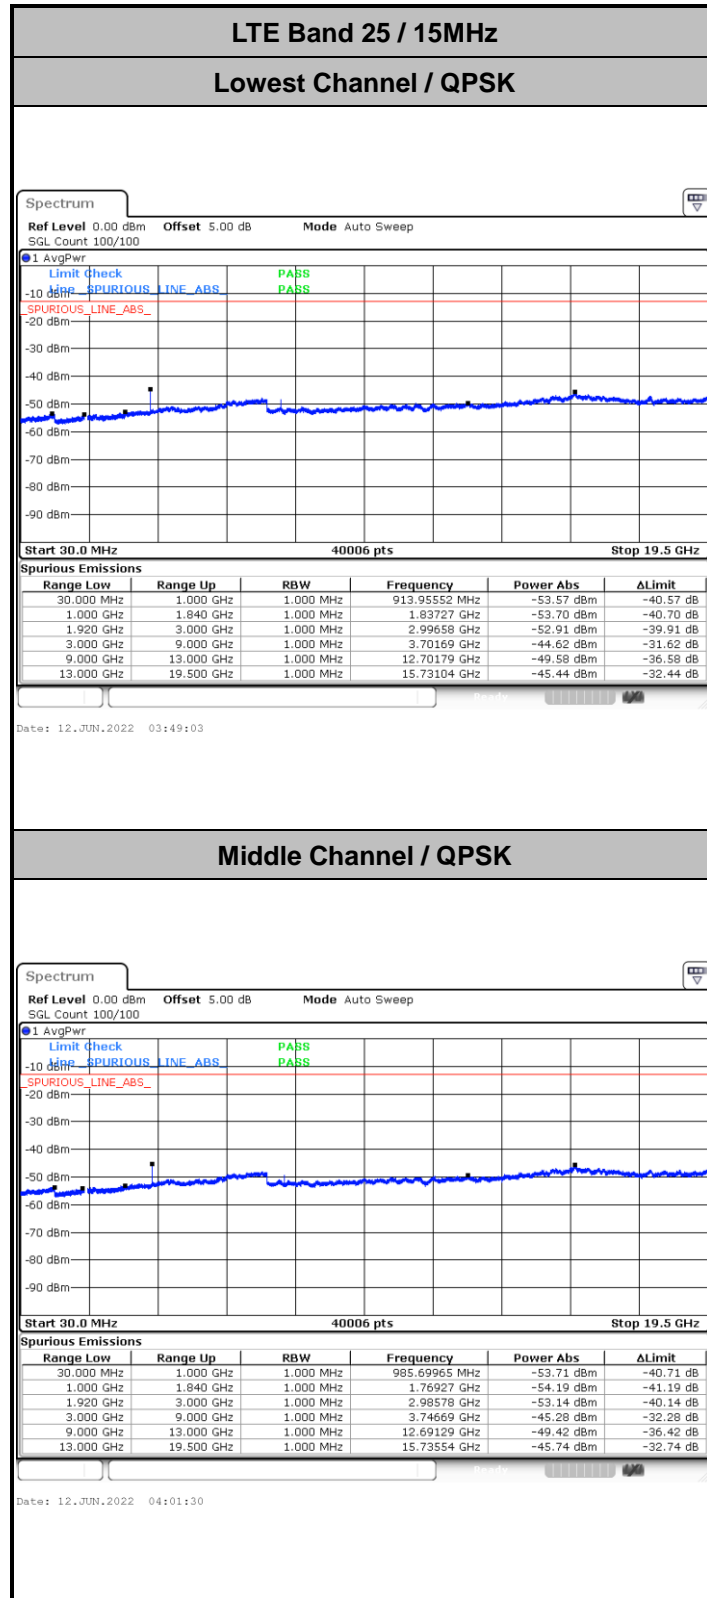 LTE Band 25 / 15MHz
Lowest Channel / QPSK
Spectrum
Ref Level 0.00 dBm Offset 5.00 dB Mode Auto Sweep
SGL Count 100/100
1 AvgPwr
Limit Check PASS
Line _SPURIOUS_LINE_ABS_ PASS
-10 dBm
_SPURIOUS_LINE_ABS_
-20 dBm
-30 dBm
-40 dBm
-50 dBm
-60 dBm
-70 dBm
-80 dBm
-90 dBm
Start 30.0 MHz 40006 pts Stop 19.5 GHz
Spurious Emissions
Range Low Range Up RBW Frequency Power Abs ΔLimit
30.000 MHz 1.000 GHz 1.000 MHz 913.95552 MHz -53.57 dBm -40.57 dB
1.000 GHz 1.840 GHz 1.000 MHz 1.83727 GHz -53.70 dBm -40.70 dB
1.920 GHz 3.000 GHz 1.000 MHz 2.99658 GHz -52.91 dBm -39.91 dB
3.000 GHz 9.000 GHz 1.000 MHz 3.70169 GHz -44.62 dBm -31.62 dB
9.000 GHz 13.000 GHz 1.000 MHz 12.70179 GHz -49.58 dBm -36.58 dB
13.000 GHz 19.500 GHz 1.000 MHz 15.73104 GHz -45.44 dBm -32.44 dB
Ready
Date: 12.JUN.2022 03:49:03
Middle Channel / QPSK
Spectrum
Ref Level 0.00 dBm Offset 5.00 dB Mode Auto Sweep
SGL Count 100/100
1 AvgPwr
Limit Check PASS
Line _SPURIOUS_LINE_ABS_ PASS
-10 dBm
_SPURIOUS_LINE_ABS_
-20 dBm
-30 dBm
-40 dBm
-50 dBm
-60 dBm
-70 dBm
-80 dBm
-90 dBm
Start 30.0 MHz 40006 pts Stop 19.5 GHz
Spurious Emissions
Range Low Range Up RBW Frequency Power Abs ΔLimit
30.000 MHz 1.000 GHz 1.000 MHz 985.69965 MHz -53.71 dBm -40.71 dB
1.000 GHz 1.840 GHz 1.000 MHz 1.76927 GHz -54.19 dBm -41.19 dB
1.920 GHz 3.000 GHz 1.000 MHz 2.98578 GHz -53.14 dBm -40.14 dB
3.000 GHz 9.000 GHz 1.000 MHz 3.74669 GHz -45.28 dBm -32.28 dB
9.000 GHz 13.000 GHz 1.000 MHz 12.69129 GHz -49.42 dBm -36.42 dB
13.000 GHz 19.500 GHz 1.000 MHz 15.73554 GHz -45.74 dBm -32.74 dB
Ready
Date: 12.JUN.2022 04:01:30